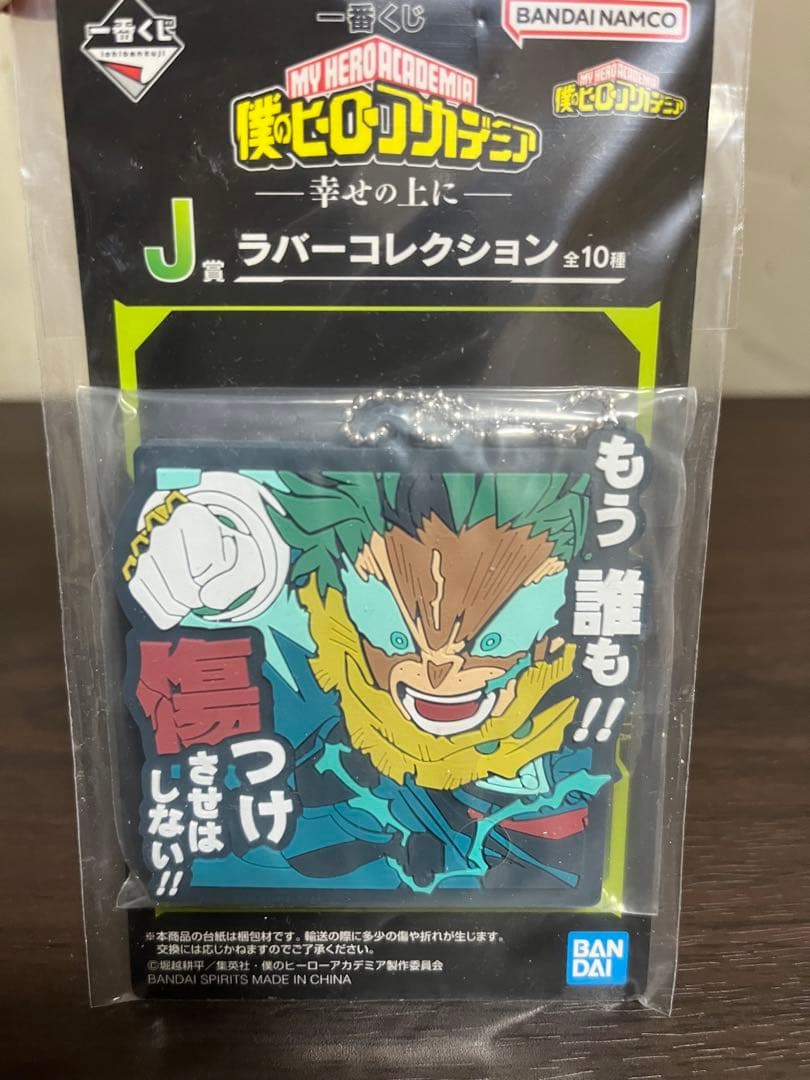 一番くじ
ichibanKuji
一番くじ
BANDAI NAMCO
MY HERO ACADEMIA
僕のヒーローアカデミア
MY HERO ACADEMIA
僕のヒーローアカデミア
幸せの上に
J賞 ラバーコレクション 全10種
もう
誰も!!
傷
つけ
させは
しない!!
※本商品の台紙は梱包材です。輸送の際に多少の傷や折れが生じます。
交換には応じかねますのでご了承ください。
©堀越耕平/集英社・僕のヒーローアカデミア製作委員会
BANDAI SPIRITS MADE IN CHINA
BAN
DAI